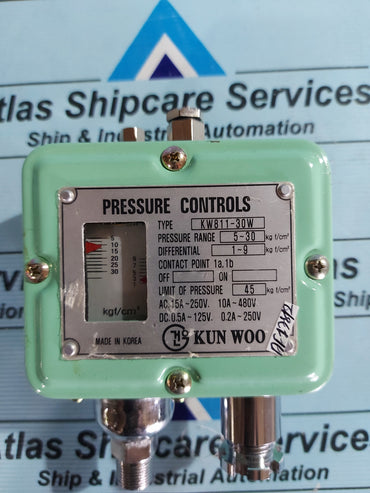 Atlas Shipcare Services
Ship & Industrial Automation
PRESSURE CONTROLS
TYPE KW811-30W
PRESSURE RANGE 5-30 kg f/cm²
DIFFERENTIAL 1-9 kg f/cm²
CONTACT POINT 1a.1b
OFF ON
LIMIT OF PRESSURE 45 kg f/cm²
AC.15A~250V. 10A~480V
DC.0.5A~125V. 0.2A~250V
5
10
15
20
25
30
kgf/cm²
MADE IN KOREA
KUN WOO
Atlas Shipcare Services
Ship & Industrial Automation